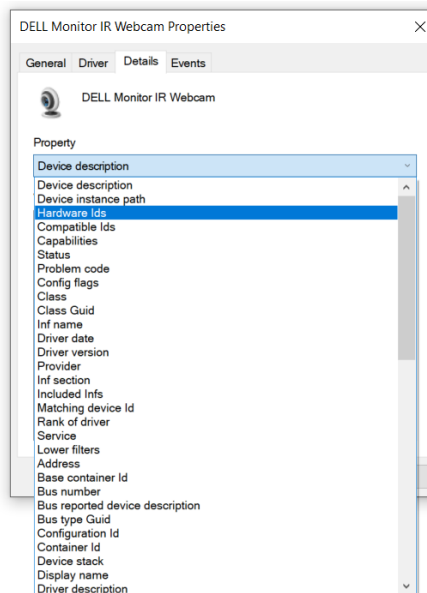 DELL Monitor IR Webcam Properties
General Driver Details Events
DELL Monitor IR Webcam
Property
Device description
Device description
Device instance path
Hardware Ids
Compatible Ids
Capabilities
Status
Problem code
Config flags
Class
Class Guid
Inf name
Driver date
Driver version
Provider
Inf section
Included Infs
Matching device Id
Rank of driver
Service
Lower filters
Address
Base container Id
Bus number
Bus reported device description
Bus type Guid
Configuration Id
Container Id
Device stack
Display name
Driver description